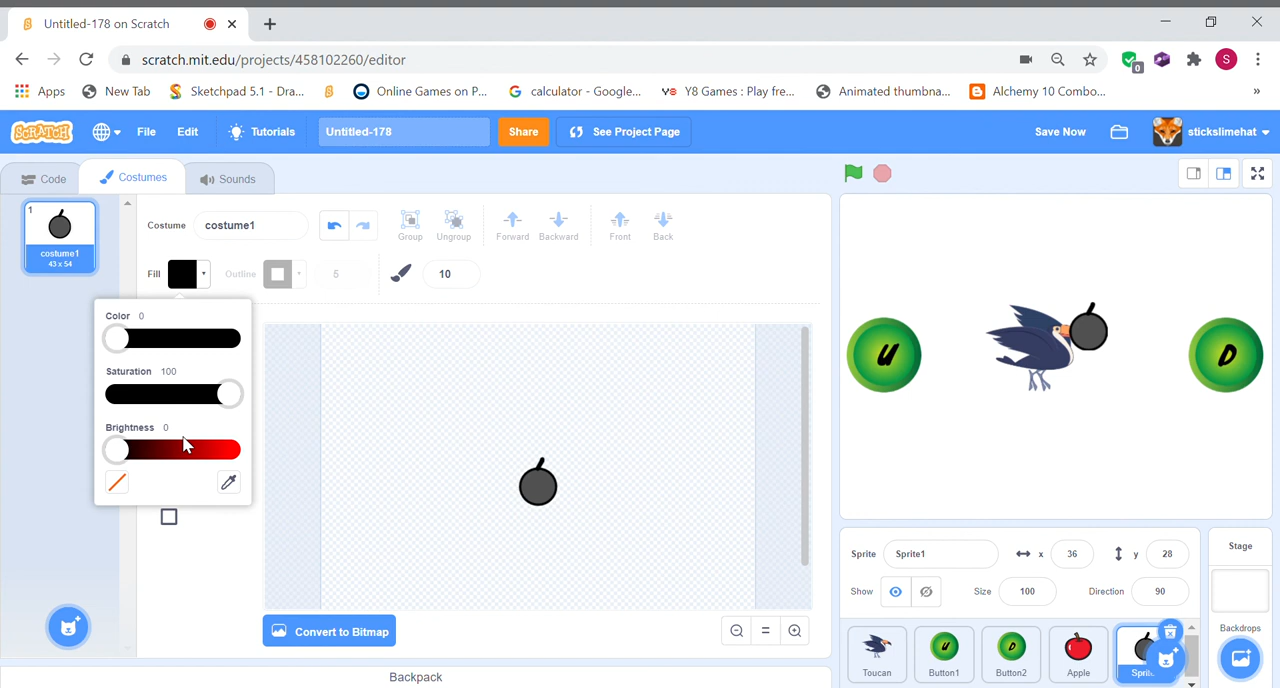 Untitled-178 on Scratch
scratch.mit.edu/projects/458102260/editor
0
S
Apps
New Tab
Sketchpad 5.1 - Dra...
Online Games on P...
calculator - Google...
Y8 Games : Play fre...
Animated thumbna...
Alchemy 10 Combo...
»
SCRATCH
File
Edit
Tutorials
Untitled-178
Share
See Project Page
Save Now
stickslimehat
Code
Costumes
Sounds
1
costume1
43 x 54
Costume
costume1
Group
Ungroup
Forward
Backward
Front
Back
Fill
Outline
5
10
Color 0
Saturation 100
Brightness 0
Convert to Bitmap
U
D
Sprite
Sprite1
x
36
y
28
Show
Size
100
Direction
90
Stage
Backdrops
Toucan
Button1
Button2
Apple
Backpack